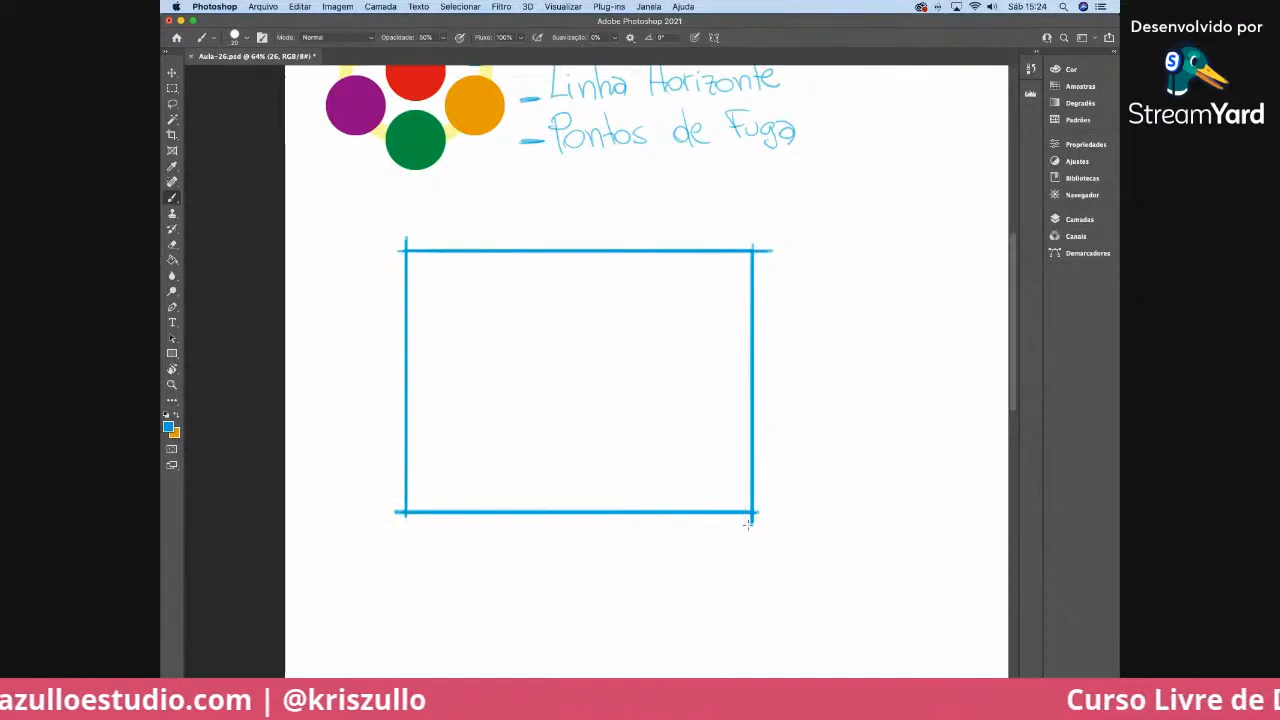 Photoshop Arquivo Editar Imagem Camada Texto Selecionar Filtro 3D Visualizar Plug-ins Janela Ajuda Sáb 15:24
Adobe Photoshop 2021
Desenvolvido por
StreamYard
20 Modo: Normal Opacidade: 50% Fluxo: 100% Suavização: 0% 0°
Aula-26.psd @ 64% (26, RGB/8#) *
Cor
Amostras
Degradês
Padrões
Propriedades
Ajustes
Bibliotecas
Navegador
Camadas
Canais
Demarcadores
- Linha Horizonte
- Pontos de Fuga
azulloestudio.com | @kriszullo
Curso Livre de D